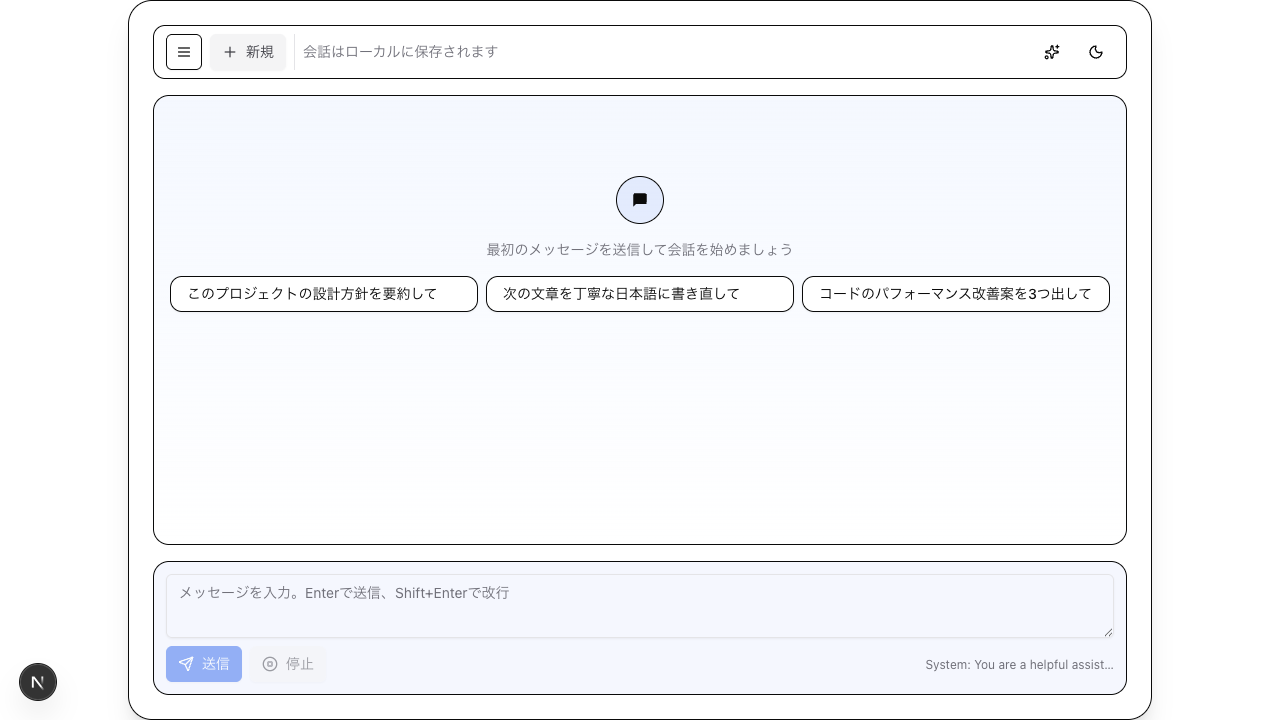 新規
会話はローカルに保存されます
最初のメッセージを送信して会話を始めましょう
このプロジェクトの設計方針を要約して
次の文章を丁寧な日本語に書き直して
コードのパフォーマンス改善案を3つ出して
メッセージを入力。Enterで送信、Shift+Enterで改行
送信
停止
System: You are a helpful assist…
N